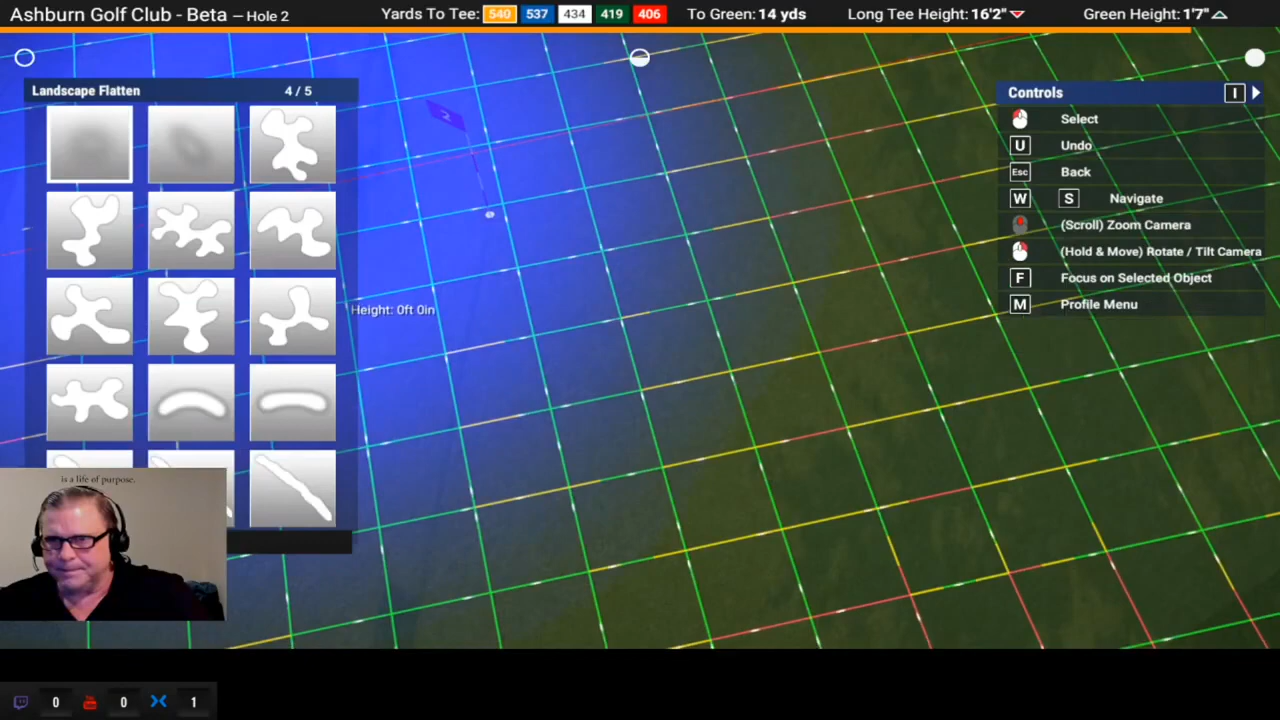 Ashburn Golf Club - Beta – Hole 2
Yards To Tee: 540 537 434 419 406
To Green: 14 yds
Long Tee Height: 16'2"
Green Height: 1'7"
Landscape Flatten 4 / 5
2
Height: 0ft 0in
Controls I
Select
U Undo
Esc Back
W S Navigate
(Scroll) Zoom Camera
(Hold & Move) Rotate / Tilt Camera
F Focus on Selected Object
M Profile Menu
is a life of purpose.
0 0 1